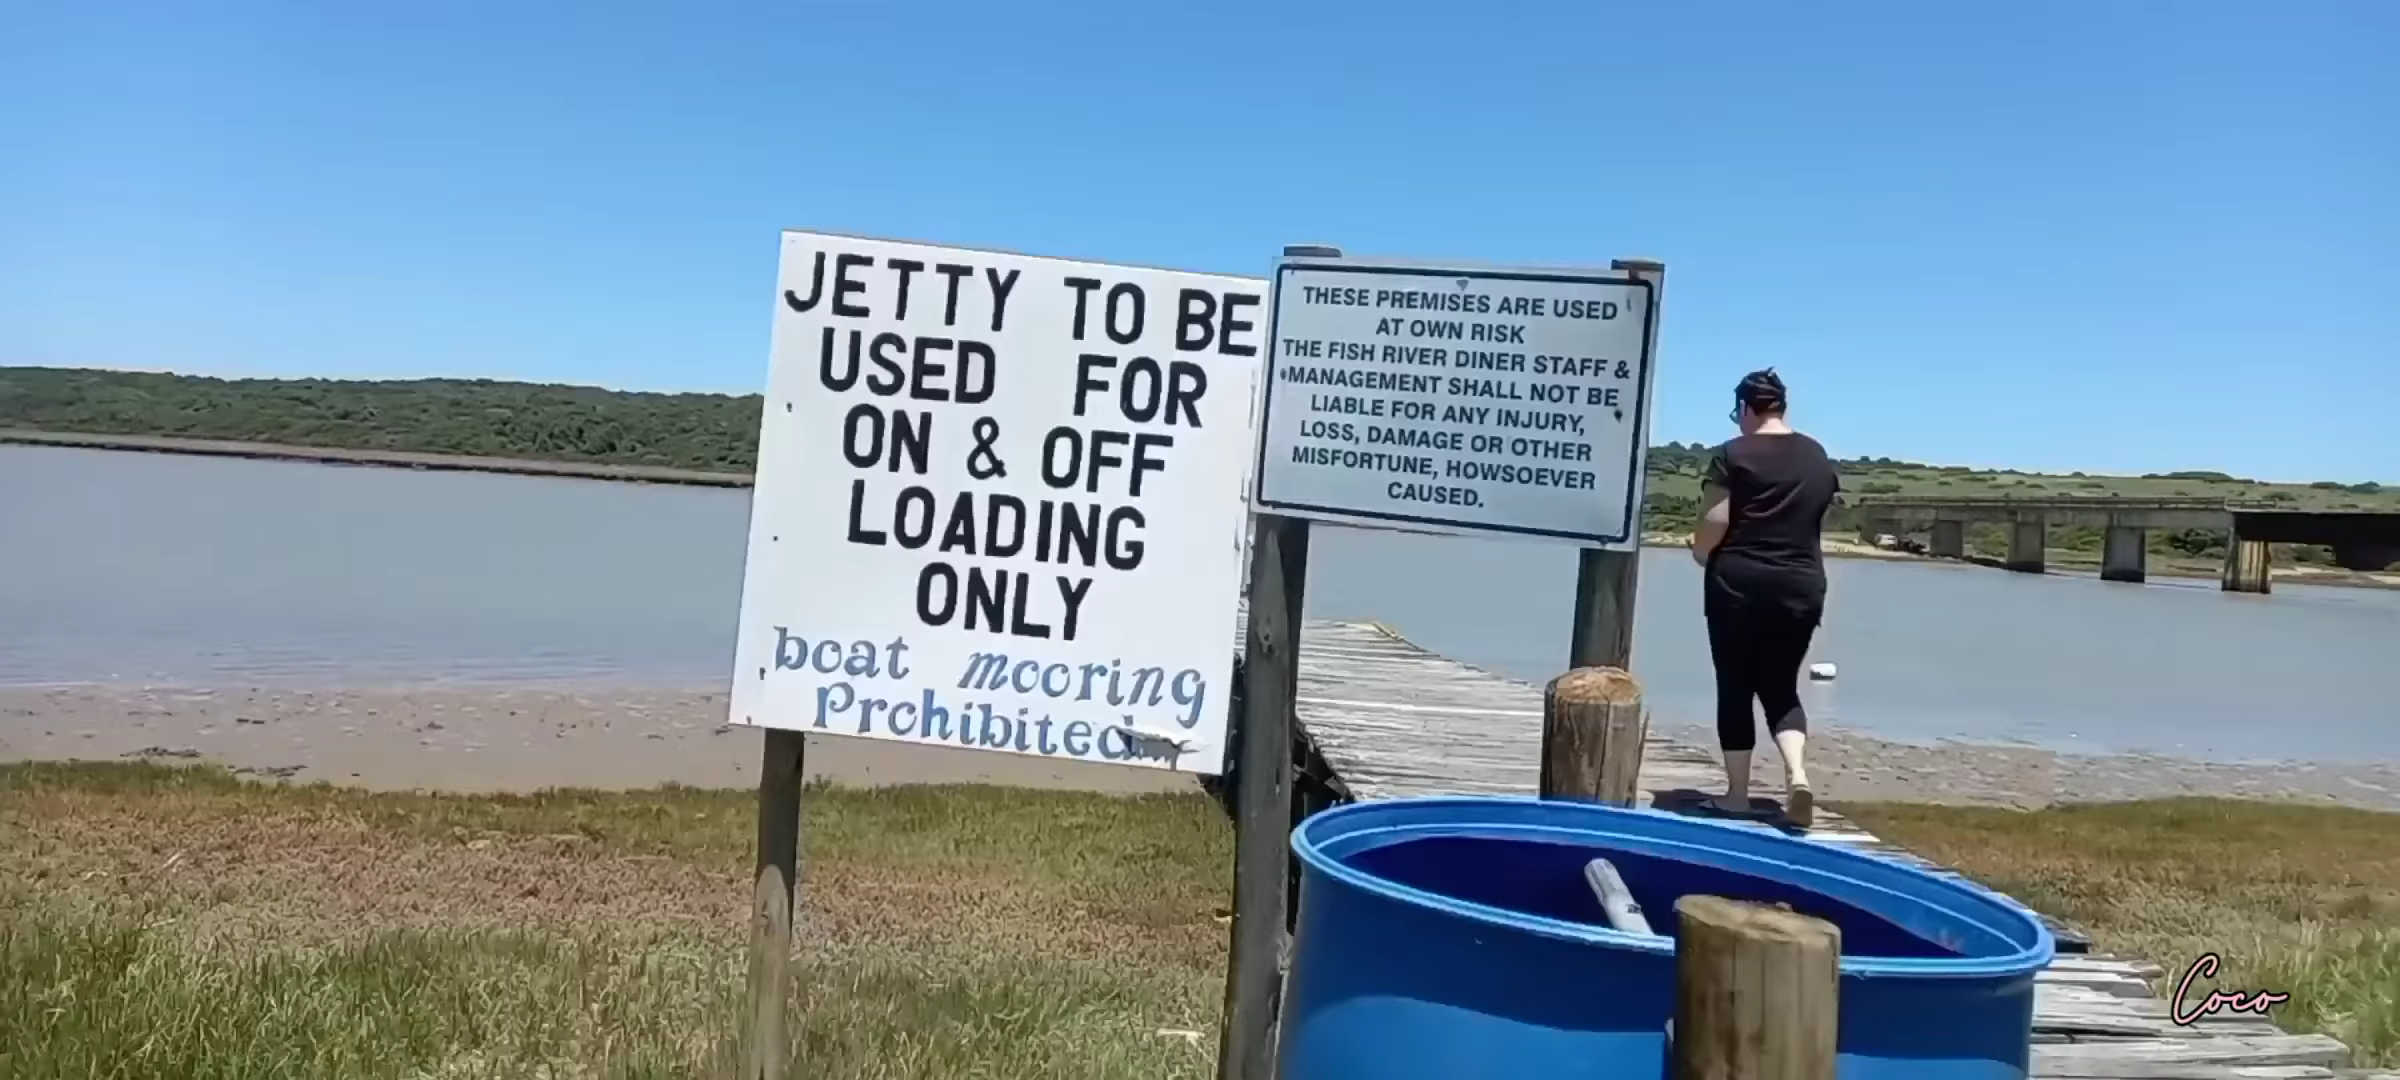 JETTY TO BE
USED FOR
ON & OFF
LOADING
ONLY
boat mooring
Prohibited
THESE PREMISES ARE USED
AT OWN RISK
THE FISH RIVER DINER STAFF &
MANAGEMENT SHALL NOT BE
LIABLE FOR ANY INJURY,
LOSS, DAMAGE OR OTHER
MISFORTUNE, HOWSOEVER
CAUSED.
Coco